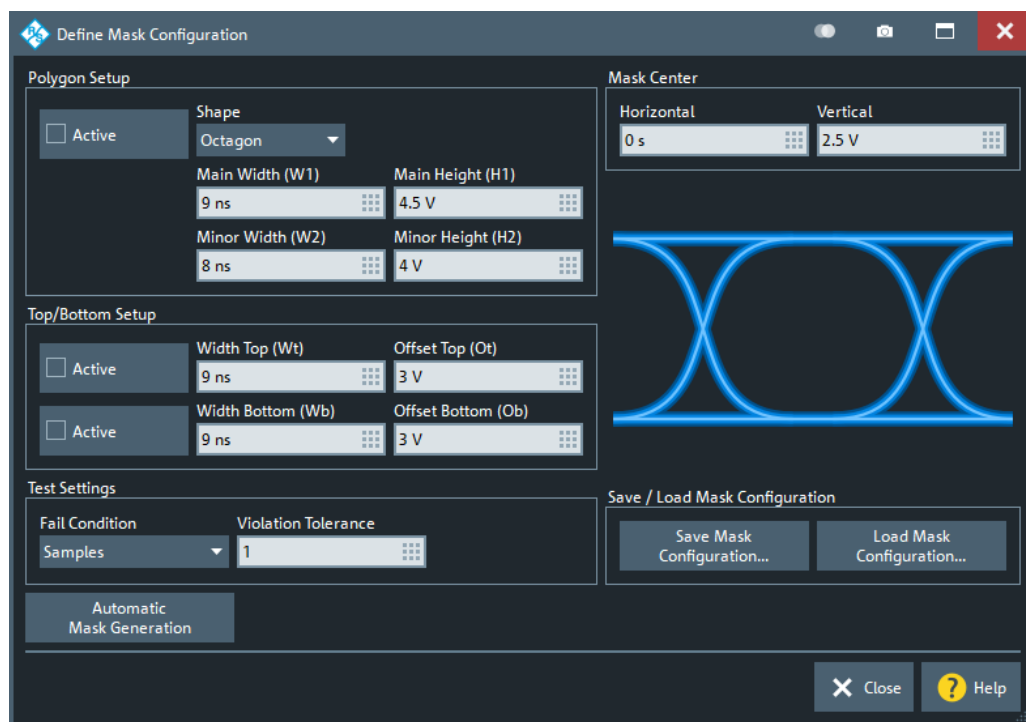 R&S Define Mask Configuration
Polygon Setup
Active
Shape
Octagon
Main Width (W1)
Main Height (H1)
9 ns
4.5 V
Minor Width (W2)
Minor Height (H2)
8 ns
4 V
Top/Bottom Setup
Active
Width Top (Wt)
Offset Top (Ot)
9 ns
3 V
Active
Width Bottom (Wb)
Offset Bottom (Ob)
9 ns
3 V
Test Settings
Fail Condition
Violation Tolerance
Samples
1
Automatic
Mask Generation
Mask Center
Horizontal
Vertical
0 s
2.5 V
Save / Load Mask Configuration
Save Mask
Configuration...
Load Mask
Configuration...
Close
? Help